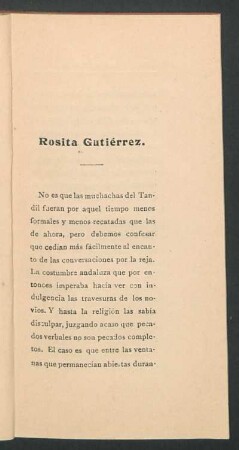 Rosita Gutiérrez.
No es que las muchachas del Tan-
dil fueran por aquel tiempo menos
formales y menos recatadas que las
de ahora, pero debemos confesar
que cedían más fácilmente al encan-
to de las conversaciones por la reja.
La costumbre andaluza que por en-
tonces imperaba hacía ver con in-
dulgencia las travesuras de los no-
vios. Y hasta la religión las sabía
disculpar, juzgando acaso que peca-
dos verbales no son pecados comple-
tos. El caso es que entre las venta-
nas que permanecían abiertas duran-